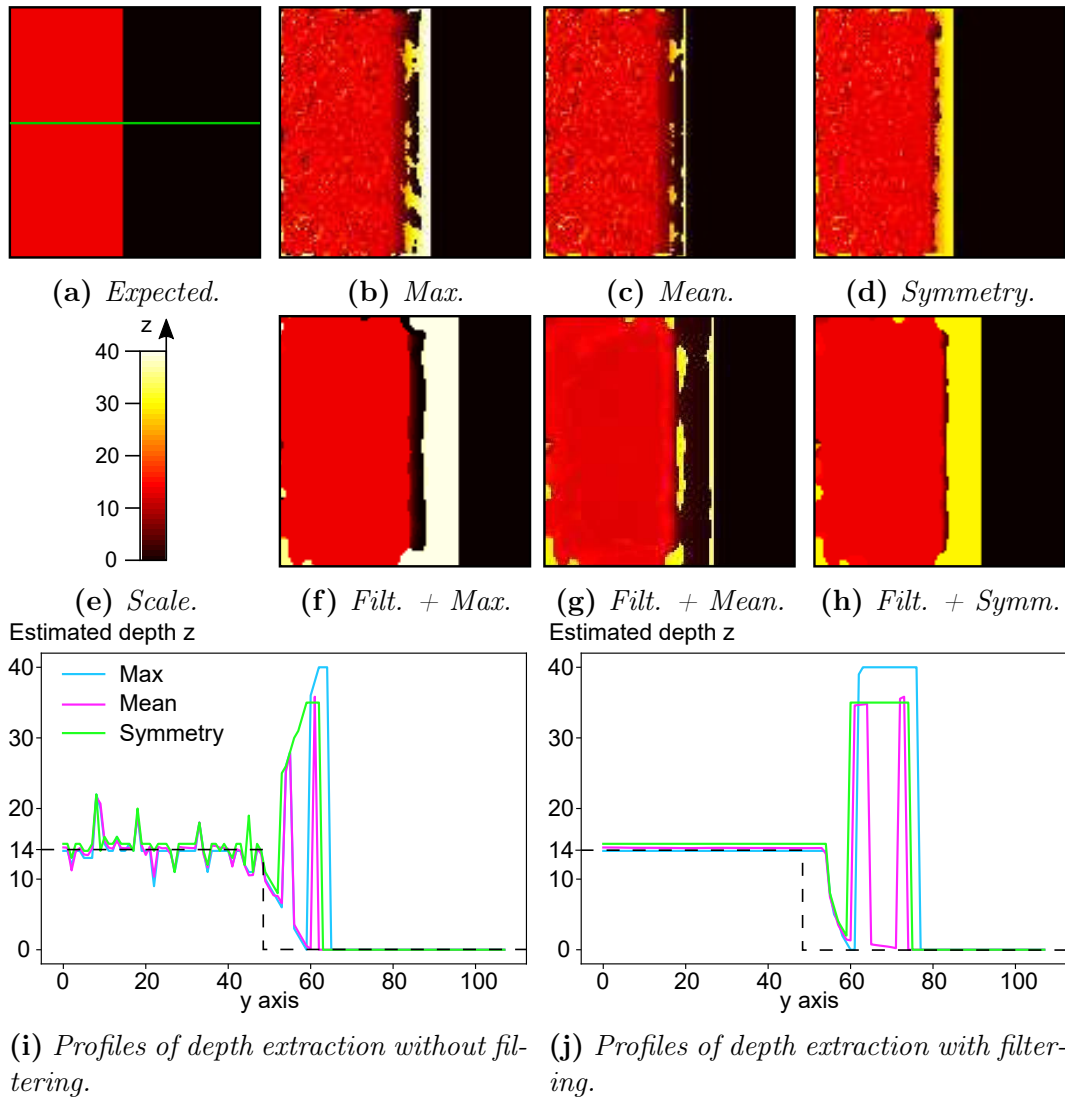 (a) Expected.
(b) Max.
(c) Mean.
(d) Symmetry.
z
40
30
20
10
0
(e) Scale.
(f) Filt. + Max.
(g) Filt. + Mean.
(h) Filt. + Symm.
Estimated depth z
40
30
20
14
10
0
Max
Mean
Symmetry
0 20 40 60 80 100
y axis
Estimated depth z
40
30
20
14
10
0
0 20 40 60 80 100
y axis
(i) Profiles of depth extraction without fil-
tering.
(j) Profiles of depth extraction with filter-
ing.